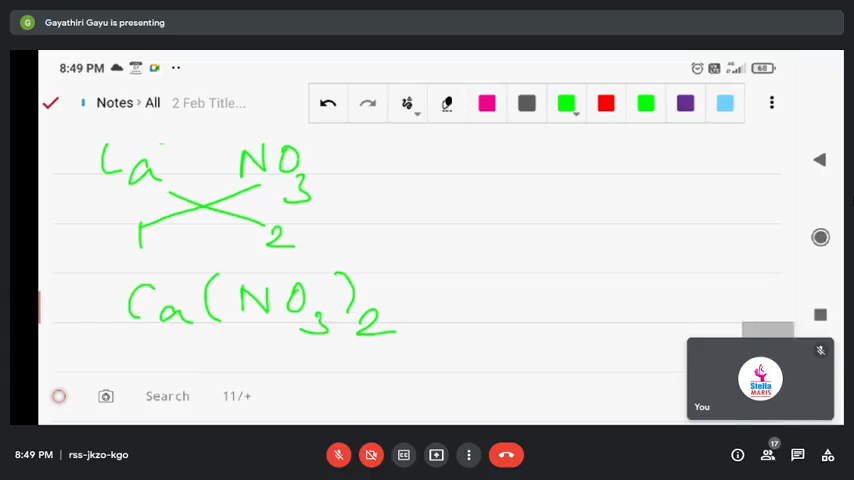 G Gayathiri Gayu is presenting
8:49 PM 68
Notes › All 2 Feb Title...
Ca NO3
1 2
Ca(NO3)2
Search 11/+
Stella
MARIS
You
17
8:49 PM | rss-jkzo-kgo